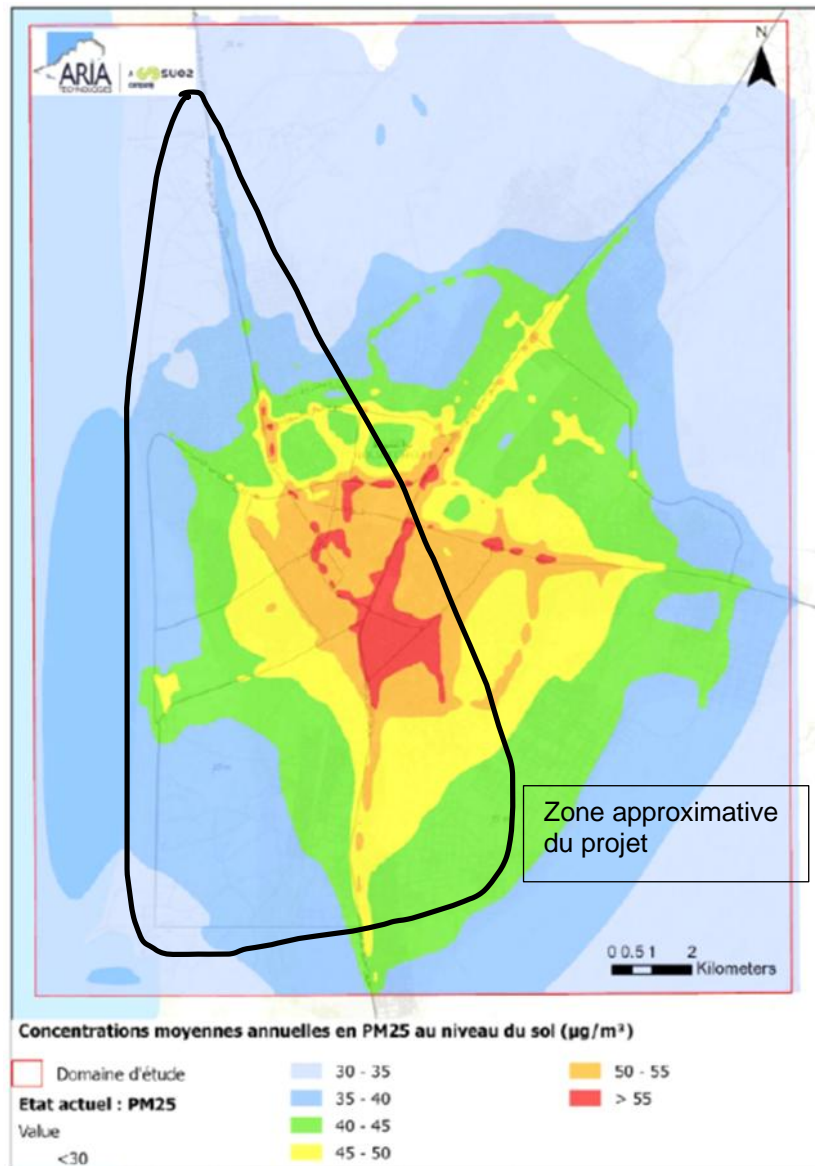 ARIA
TECHNOLOGIES
N
Zone approximative
du projet
0 0.5 1 2
Kilometers
Concentrations moyennes annuelles en PM25 au niveau du sol (µg/m³)
Domaine d'étude
Etat actuel : PM25
Value
<30
30 - 35
35 - 40
40 - 45
45 - 50
50 - 55
> 55